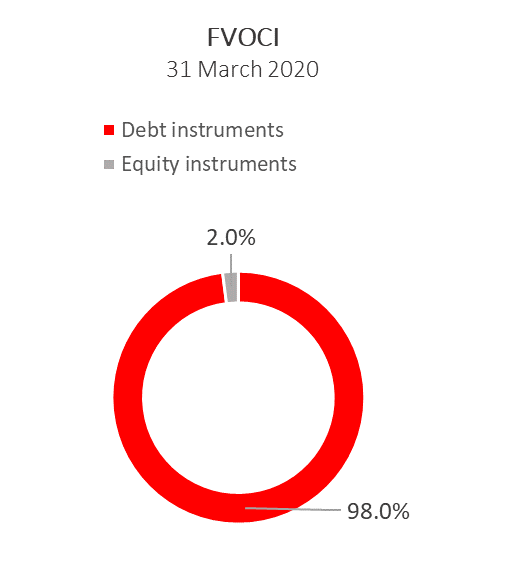 FVOCI
31 March 2020
Debt instruments
Equity instruments
2.0%
98.0%